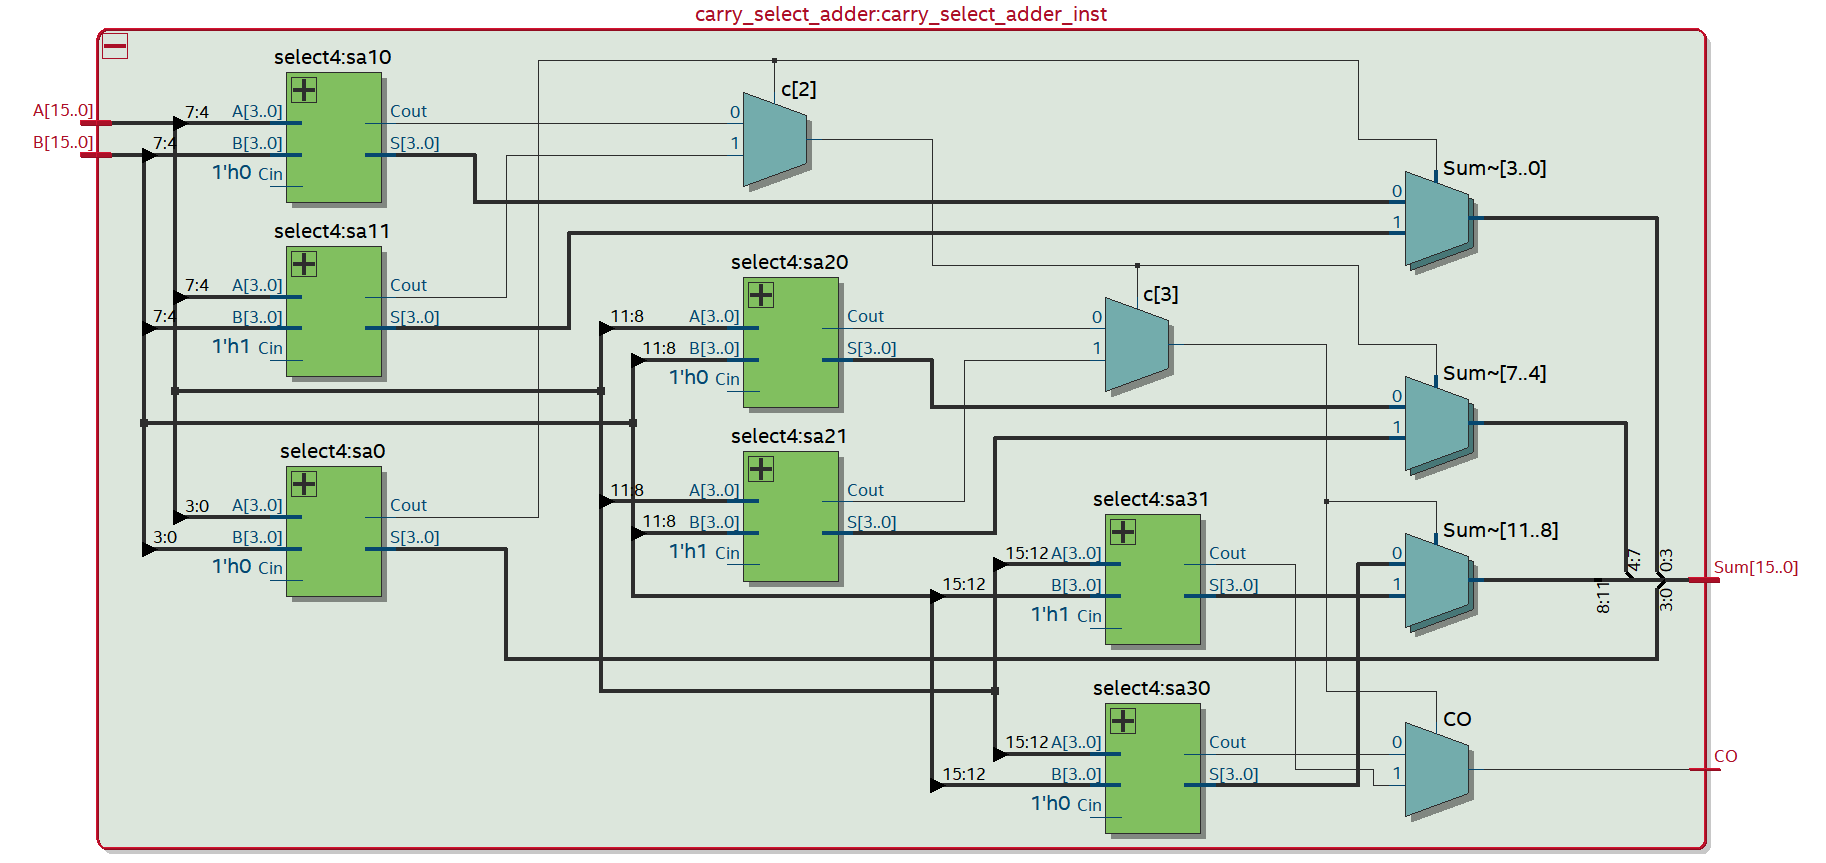 carry_select_adder:carry_select_adder_inst
select4:sa10
A[15..0]
B[15..0]
7:4 A[3..0] Cout
7:4 B[3..0] S[3..0]
1'h0 Cin
c[2]
0
1
Sum~[3..0]
0
1
select4:sa11
7:4 A[3..0] Cout
7:4 B[3..0] S[3..0]
1'h1 Cin
select4:sa20
11:8 A[3..0] Cout
11:8 B[3..0] S[3..0]
1'h0 Cin
c[3]
0
1
Sum~[7..4]
0
1
select4:sa0
3:0 A[3..0] Cout
3:0 B[3..0] S[3..0]
1'h0 Cin
select4:sa21
11:8 A[3..0] Cout
11:8 B[3..0] S[3..0]
1'h1 Cin
select4:sa31
15:12 A[3..0] Cout
15:12 B[3..0] S[3..0]
1'h1 Cin
Sum~[11..8]
0
1
4:7
0:3
8:11
3:0
Sum[15..0]
select4:sa30
15:12 A[3..0] Cout
15:12 B[3..0] S[3..0]
1'h0 Cin
CO
0
1
CO